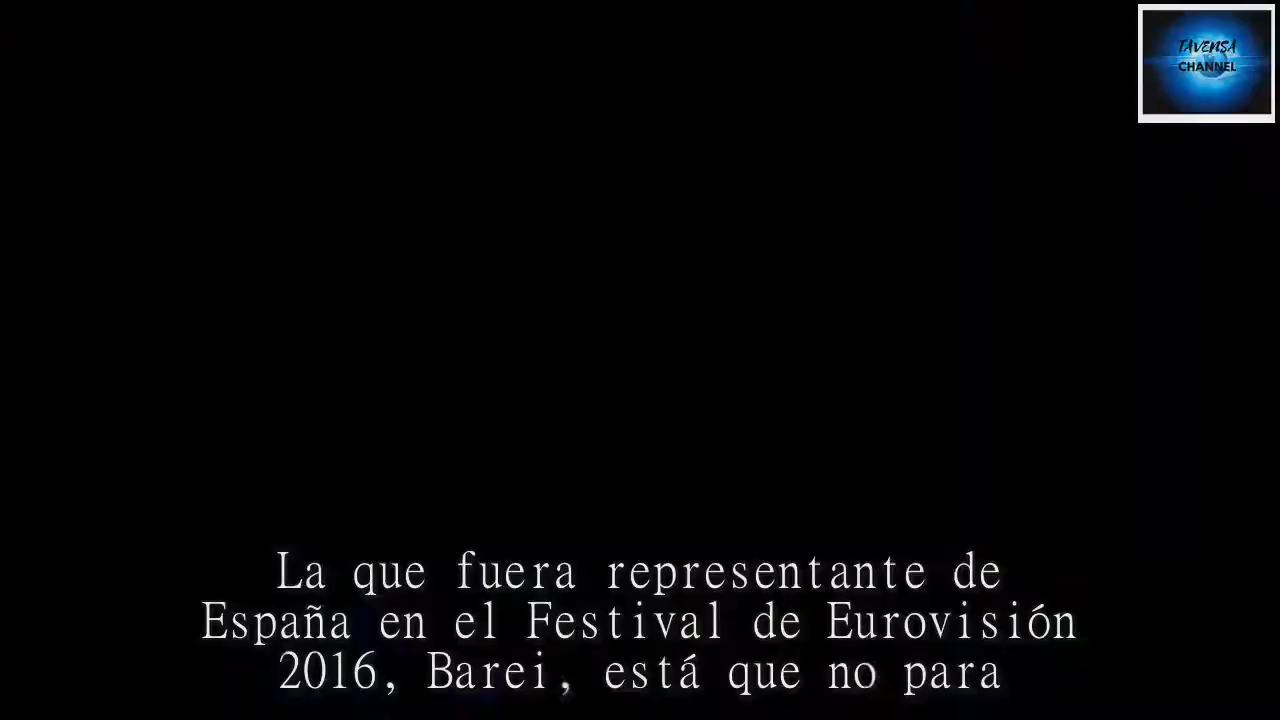 TAVENSA
CHANNEL
La que fuera representante de
España en el Festival de Eurovisión
2016, Barei, está que no para